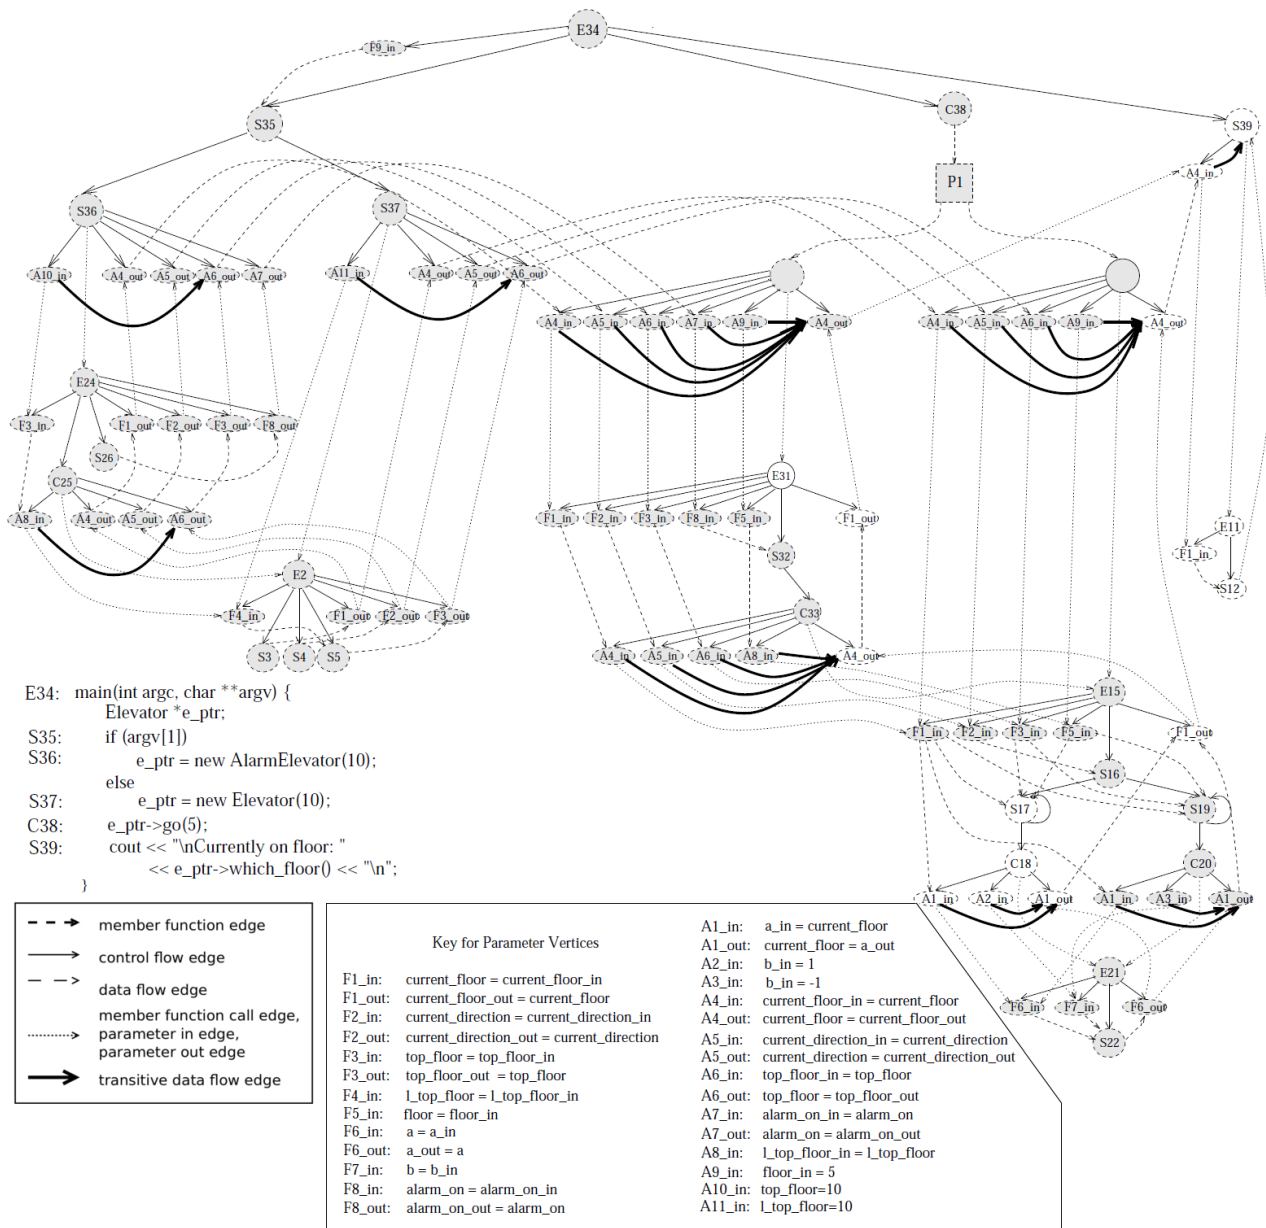 E34
F9_in
S35
C38
S39
P1
A4_in
S36
S37
A10_in
A4_out
A5_out
A6_out
A7_out
A11_in
A4_out
A5_out
A6_out
A4_in
A5_in
A6_in
A7_in
A9_in
A4_out
A4_in
A5_in
A6_in
A9_in
A4_out
E24
F3_in
F1_out
F2_out
F3_out
F8_out
S26
C25
E31
A8_in
A4_out
A5_out
A6_out
F1_in
F2_in
F3_in
F8_in
F5_in
F1_out
E11
F1_in
S12
S32
E2
F4_in
F1_out
F2_out
F3_out
C33
S3
S4
S5
A4_in
A5_in
A6_in
A8_in
A4_out
E15
F1_in
F2_in
F3_in
F5_in
F1_out
S16
S17
S19
C18
C20
A1_in
A2_in
A1_out
A1_in
A3_in
A1_out
E21
F6_in
F7_in
F6_out
S22
E34: main(int argc, char **argv) {
Elevator *e_ptr;
S35: if (argv[1])
S36: e_ptr = new AlarmElevator(10);
else
S37: e_ptr = new Elevator(10);
C38: e_ptr->go(5);
S39: cout << "\nCurrently on floor: "
<< e_ptr->which_floor() << "\n";
}
member function edge
control flow edge
data flow edge
member function call edge,
parameter in edge,
parameter out edge
transitive data flow edge
Key for Parameter Vertices
F1_in: current_floor = current_floor_in
F1_out: current_floor_out = current_floor
F2_in: current_direction = current_direction_in
F2_out: current_direction_out = current_direction
F3_in: top_floor = top_floor_in
F3_out: top_floor_out = top_floor
F4_in: l_top_floor = l_top_floor_in
F5_in: floor = floor_in
F6_in: a = a_in
F6_out: a_out = a
F7_in: b = b_in
F8_in: alarm_on = alarm_on_in
F8_out: alarm_on_out = alarm_on
A1_in: a_in = current_floor
A1_out: current_floor = a_out
A2_in: b_in = 1
A3_in: b_in = -1
A4_in: current_floor_in = current_floor
A4_out: current_floor = current_floor_out
A5_in: current_direction_in = current_direction
A5_out: current_direction = current_direction_out
A6_in: top_floor_in = top_floor
A6_out: top_floor = top_floor_out
A7_in: alarm_on_in = alarm_on
A7_out: alarm_on = alarm_on_out
A8_in: l_top_floor_in = l_top_floor
A9_in: floor_in = 5
A10_in: top_floor=10
A11_in: l_top_floor=10